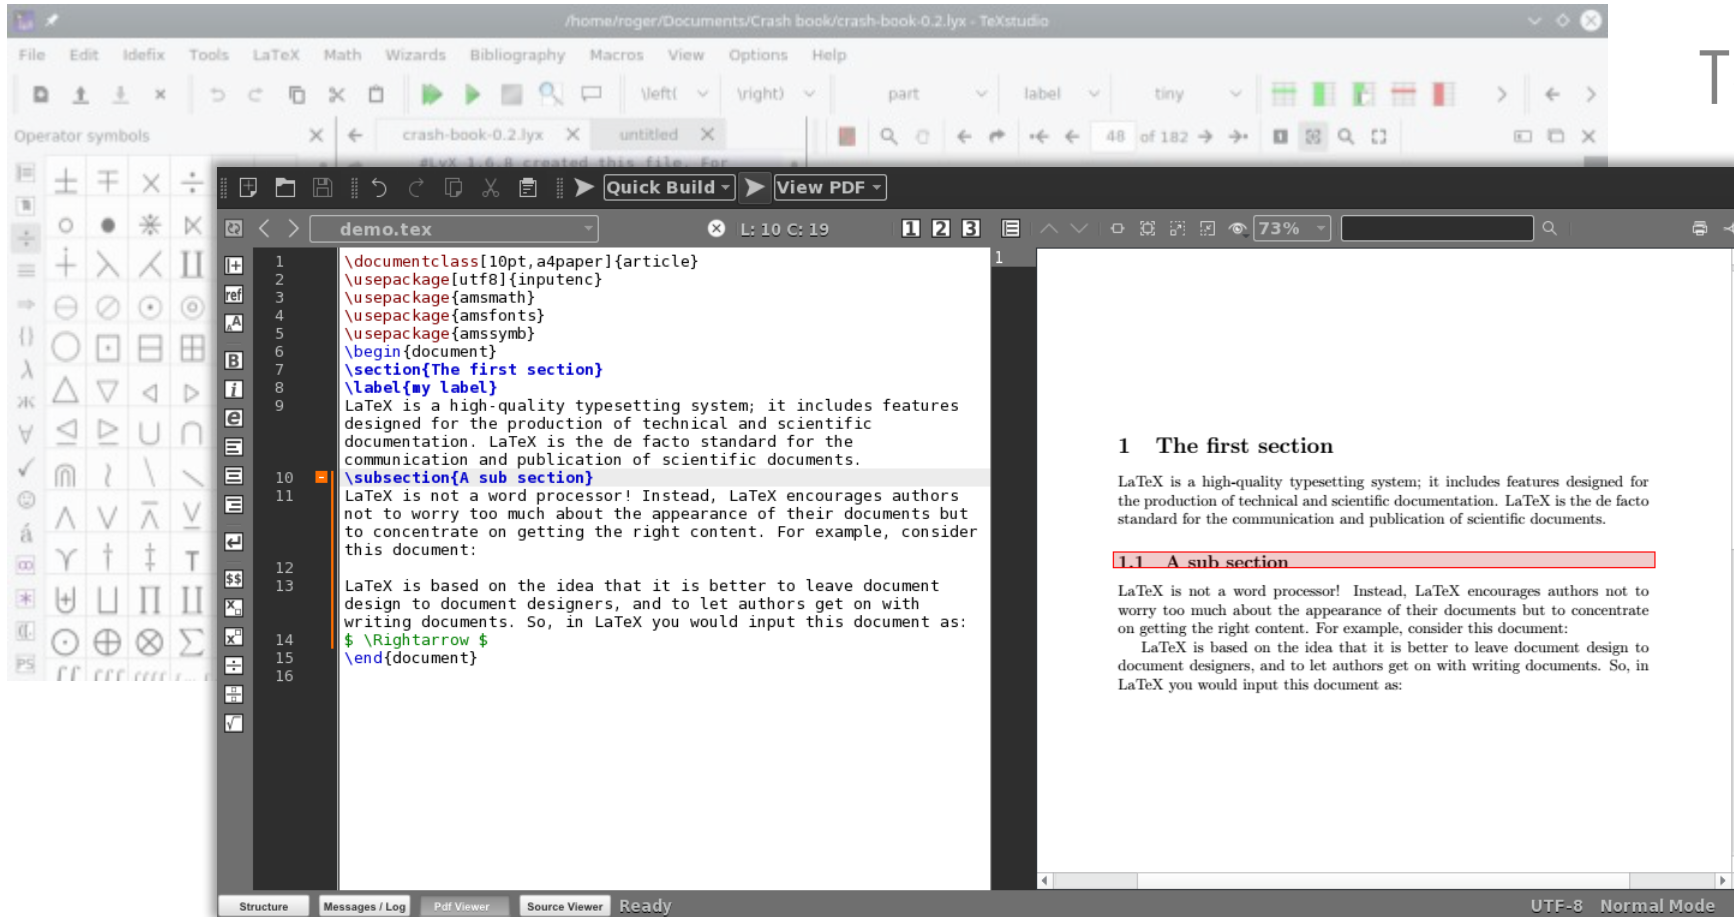 /home/roger/Documents/Crash book/crash-book-0.2.lyx - TeXstudio
T
File Edit Idefix Tools LaTeX Math Wizards Bibliography Macros View Options Help
\left( \right) part label tiny
Operator symbols crash-book-0.2.lyx untitled 48 of 182
#LyX 1.6.8 created this file. For
Quick Build View PDF
demo.tex L: 10 C: 19 1 2 3 73%
1 \documentclass[10pt,a4paper]{article}
2 \usepackage[utf8]{inputenc}
3 \usepackage{amsmath}
4 \usepackage{amsfonts}
5 \usepackage{amssymb}
6 \begin{document}
7 \section{The first section}
8 \label{my label}
9 LaTeX is a high-quality typesetting system; it includes features
designed for the production of technical and scientific
documentation. LaTeX is the de facto standard for the
communication and publication of scientific documents.
10 \subsection{A sub section}
11 LaTeX is not a word processor! Instead, LaTeX encourages authors
not to worry too much about the appearance of their documents but
to concentrate on getting the right content. For example, consider
this document:
12
13 LaTeX is based on the idea that it is better to leave document
design to document designers, and to let authors get on with
writing documents. So, in LaTeX you would input this document as:
14 $ \Rightarrow $
15 \end{document}
16
ref
1
1 The first section
LaTeX is a high-quality typesetting system; it includes features designed for
the production of technical and scientific documentation. LaTeX is the de facto
standard for the communication and publication of scientific documents.
1.1 A sub section
LaTeX is not a word processor! Instead, LaTeX encourages authors not to
worry too much about the appearance of their documents but to concentrate
on getting the right content. For example, consider this document:
LaTeX is based on the idea that it is better to leave document design to
document designers, and to let authors get on with writing documents. So, in
LaTeX you would input this document as:
Structure Messages / Log Pdf Viewer Source Viewer Ready UTF-8 Normal Mode